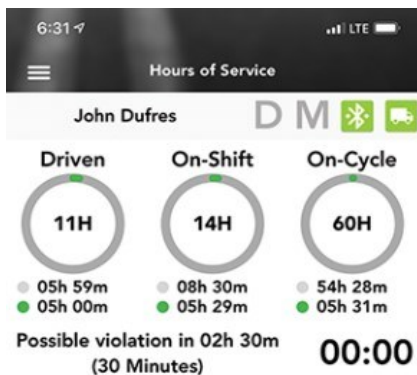 6:31 LTE
Hours of Service
John Dufres D M
Driven On-Shift On-Cycle
11H 14H 60H
05h 59m 08h 30m 54h 28m
05h 00m 05h 29m 05h 31m
Possible violation in 02h 30m 00:00
(30 Minutes)